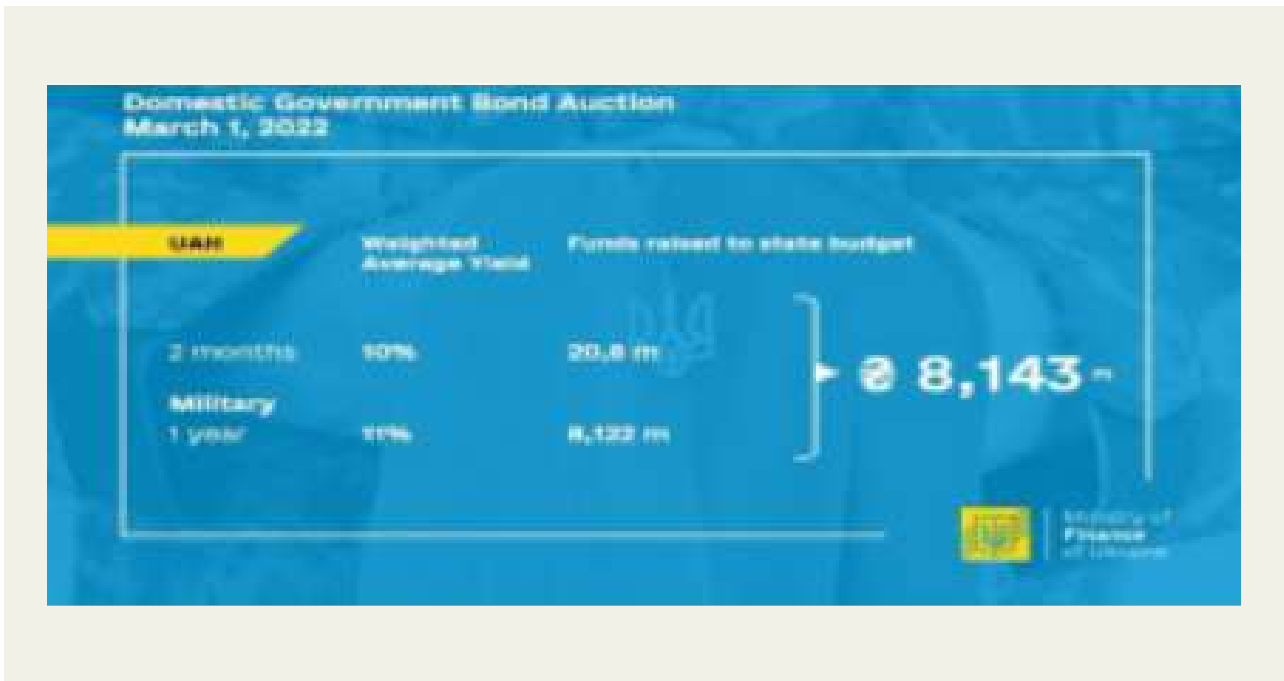 Domestic Government Bond Auction
March 1, 2022
UAH
Weighted
Average Yield
Funds raised to state budget
2 months 10% 20,8 m
Military
1 year 11% 8,122 m
₴ 8,143 m
Ministry of
Finance
of Ukraine